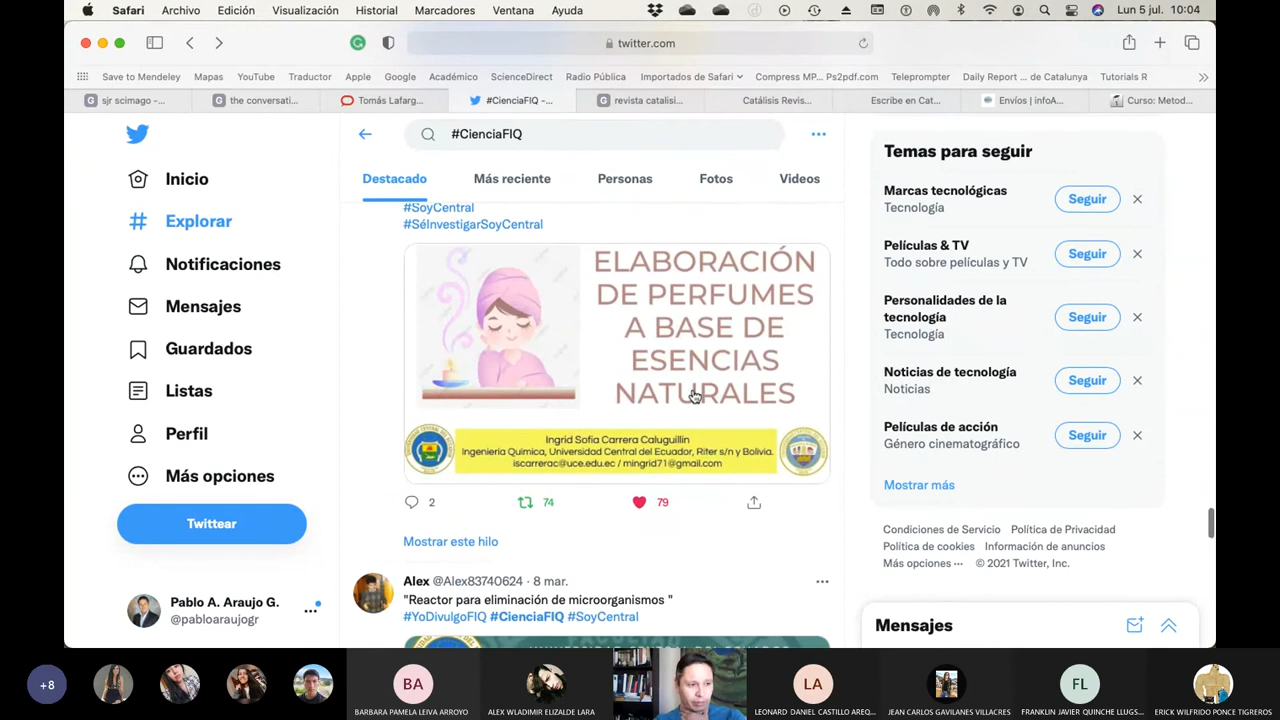 Safari Archivo Edición Visualización Historial Marcadores Ventana Ayuda Lun 5 jul. 10:04
twitter.com
Save to Mendeley Mapas YouTube Traductor Apple Google Académico ScienceDirect Radio Pública Importados de Safari Compress MP... Ps2pdf.com Teleprompter Daily Report ... de Catalunya Tutorials R
sjr scimago -... the conversati... Tomás Lafarg... #CienciaFIQ -... revista catalisi... Catálisis Revis... Escribe en Cat... Envíos | infoA... Curso: Metod...
#CienciaFIQ
Destacado Más reciente Personas Fotos Videos
Inicio
Explorar
Notificaciones
Mensajes
Guardados
Listas
Perfil
Más opciones
Twittear
Pablo A. Araujo G.
@pabloaraujogr
#SoyCentral
#SéInvestigarSoyCentral
ELABORACIÓN
DE PERFUMES
A BASE DE
ESENCIAS
NATURALES
Ingrid Sofia Carrera Caluguillin
Ingenieria Quimica, Universidad Central del Ecuador, Riter s/n y Bolivia.
iscarrerac@uce.edu.ec / mingrid71@gmail.com
2 74 79
Mostrar este hilo
Alex @Alex83740624 · 8 mar.
"Reactor para eliminación de microorganismos "
#YoDivulgoFIQ #CienciaFIQ #SoyCentral
Temas para seguir
Marcas tecnológicas
Tecnología
Seguir
Películas & TV
Todo sobre películas y TV
Seguir
Personalidades de la
tecnología
Tecnología
Seguir
Noticias de tecnología
Noticias
Seguir
Películas de acción
Género cinematográfico
Seguir
Mostrar más
Condiciones de Servicio Política de Privacidad
Política de cookies Información de anuncios
Más opciones ··· © 2021 Twitter, Inc.
Mensajes
+8
BA
LA
FL
BARBARA PAMELA LEIVA ARROYO
ALEX WLADIMIR ELIZALDE LARA
LEONARD DANIEL CASTILLO AREQ...
JEAN CARLOS GAVILANES VILLACRES
FRANKLIN JAVIER QUINCHE LLUGS...
ERICK WILFRIDO PONCE TIGREROS